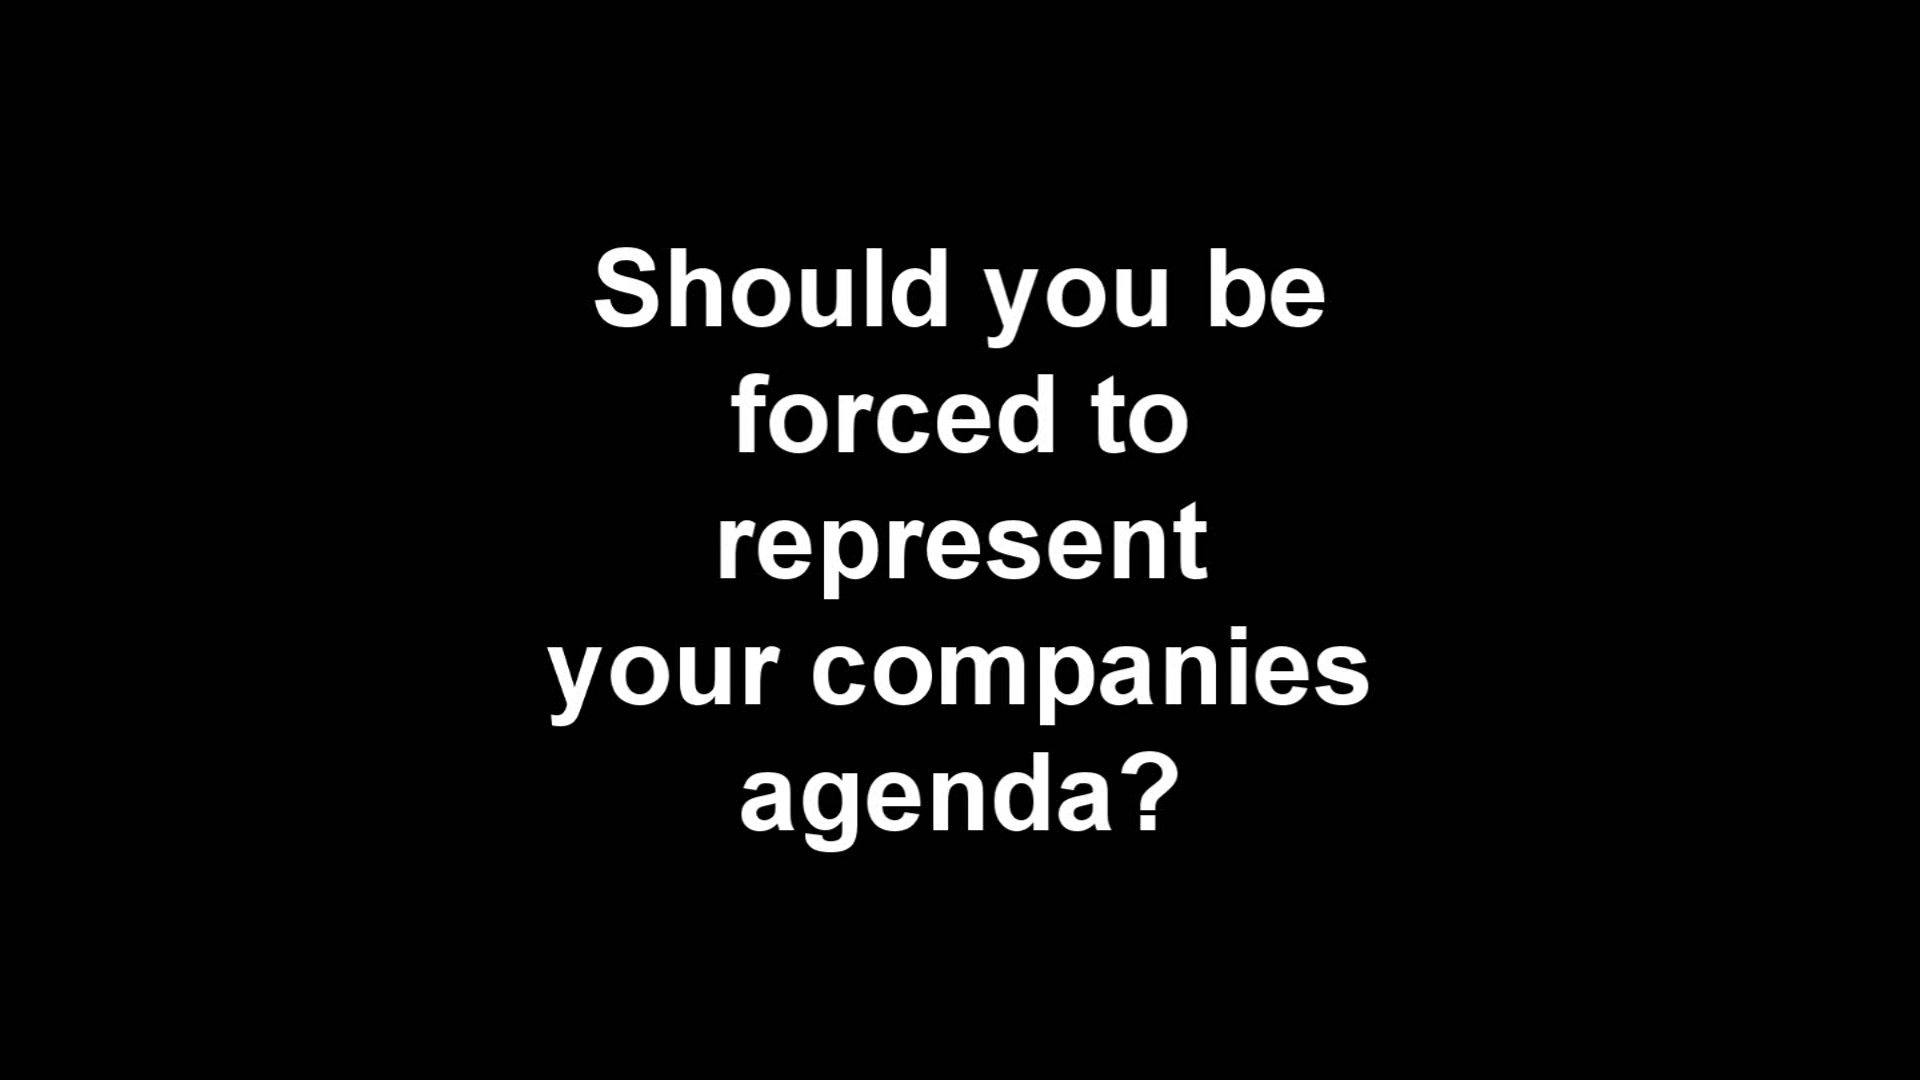 Should you be
forced to
represent
your companies
agenda?